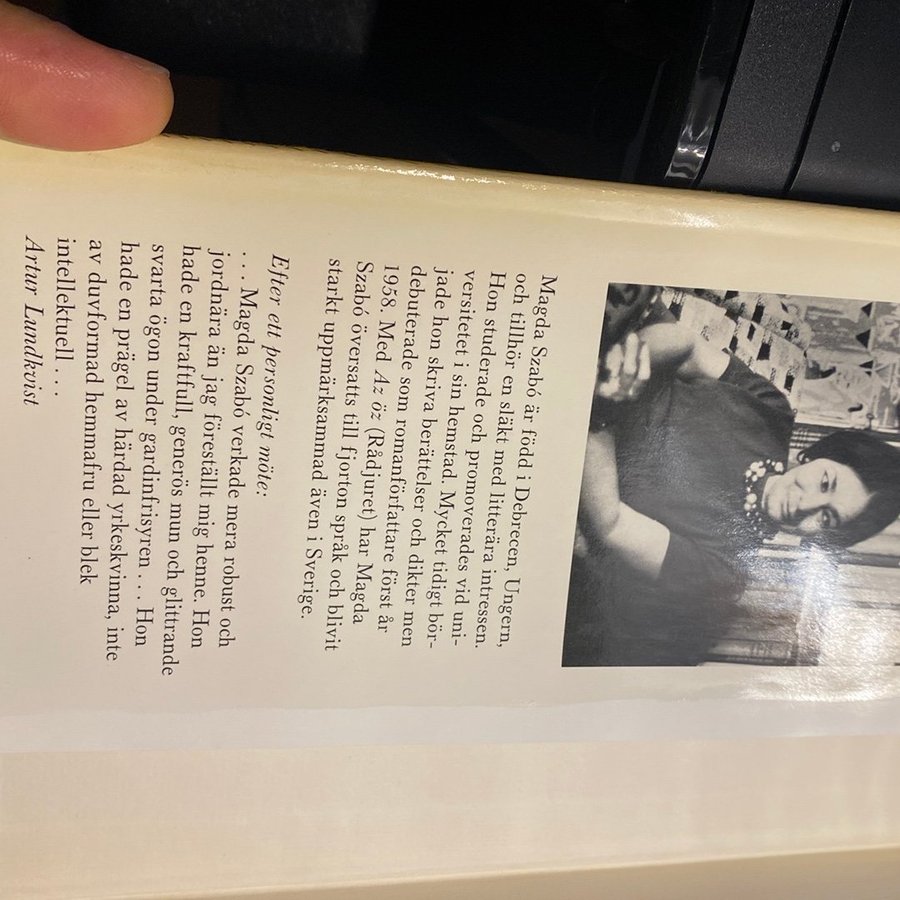 Magda Szabó är född i Debrecen, Ungern,
och tillhör en släkt med litterära intressen.
Hon studerade och promoverades vid uni-
versitetet i sin hemstad. Mycket tidigt bör-
jade hon skriva berättelser och dikter men
debuterade som romanförfattare först år
1958. Med Az öz (Rådjuret) har Magda
Szabó översatts till fjorton språk och blivit
starkt uppmärksammad även i Sverige.
Efter ett personligt möte:
. . . Magda Szabó verkade mera robust och
jordnära än jag föreställt mig henne. Hon
hade en kraftfull, generös mun och glittrande
svarta ögon under gardinfrisyren . . . Hon
hade en prägel av härdad yrkeskvinna, inte
av duvformad hemmafru eller blek
intellektuell . . .
Artur Lundkvist